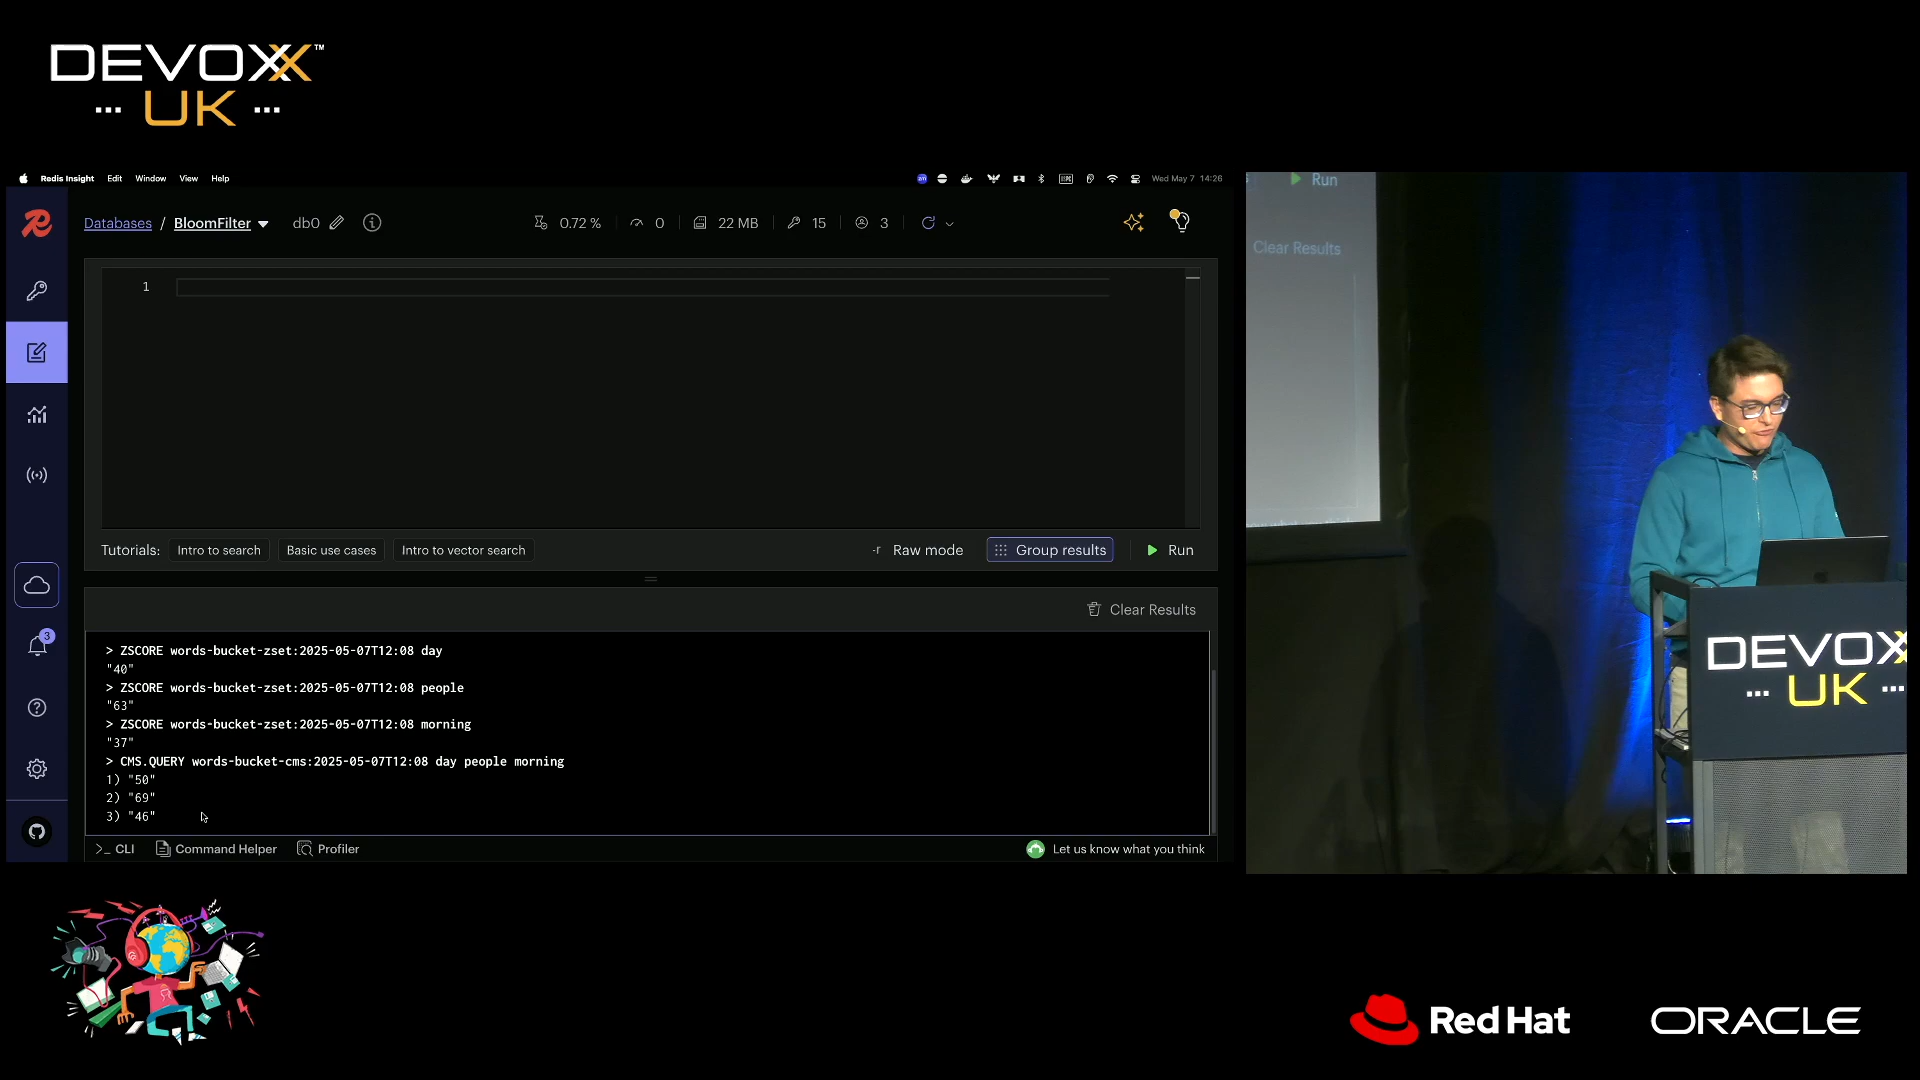 DEVOXX™
UK
Redis Insight Edit Window View Help
Wed May 7 14:26
Databases / BloomFilter db0 0.72 % 0 22 MB 15 3
1
Tutorials: Intro to search Basic use cases Intro to vector search -r Raw mode Group results Run
Clear Results
> ZSCORE words-bucket-zset:2025-05-07T12:08 day
"40"
> ZSCORE words-bucket-zset:2025-05-07T12:08 people
"63"
> ZSCORE words-bucket-zset:2025-05-07T12:08 morning
"37"
> CMS.QUERY words-bucket-cms:2025-05-07T12:08 day people morning
1) "50"
2) "69"
3) "46"
3
>_ CLI Command Helper Profiler Let us know what you think
Run
Clear Results
DEVOXX
UK
Red Hat
ORACLE